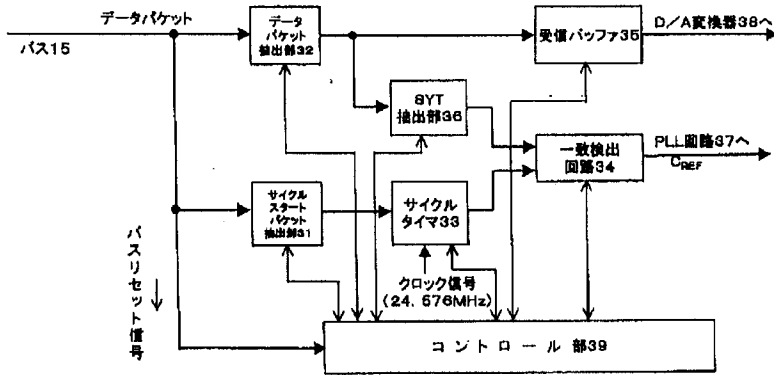 データパケット
バス15
データ
パケット
抽出部32
受信バッファ35
D/A変換器38へ
SYT
抽出部36
一致検出
回路34
PLL回路37へ
CREF
サイクル
スタート
パケット
抽出部31
サイクル
タイマ33
バスリセット信号
クロック信号
(24.576MHz)
コントロール部39